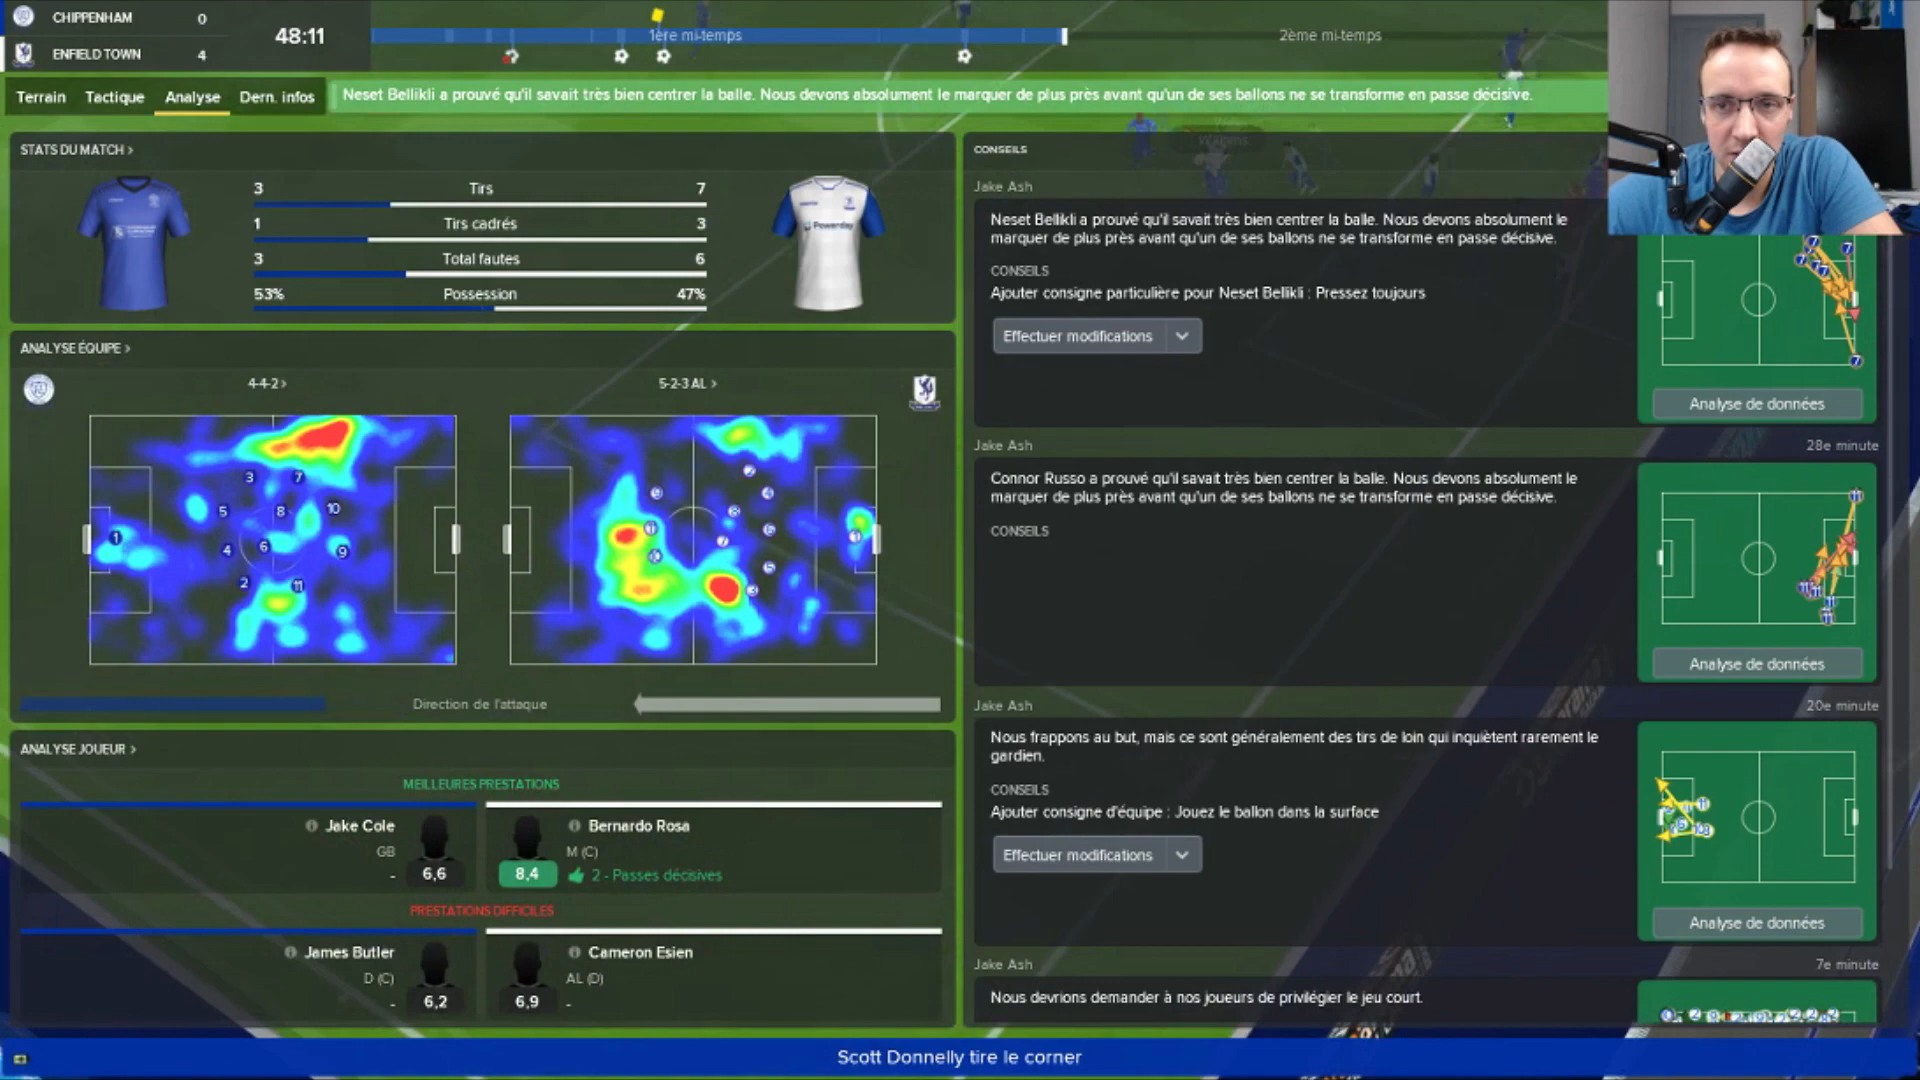 CHIPPENHAM 0
ENFIELD TOWN 4
48:11
1ère mi-temps
2ème mi-temps
Terrain Tactique Analyse Dern. infos
Neset Bellikli a prouvé qu'il savait très bien centrer la balle. Nous devons absolument le marquer de plus près avant qu'un de ses ballons ne se transforme en passe décisive.
STATS DU MATCH >
3 Tirs 7
1 Tirs cadrés 3
3 Total fautes 6
53% Possession 47%
Powerday
ANALYSE ÉQUIPE >
4-4-2 >
5-2-3 AL >
Direction de l'attaque
ANALYSE JOUEUR >
MEILLEURES PRESTATIONS
Jake Cole
GB
-
6,6
Bernardo Rosa
M (C)
8,4
2 - Passes décisives
PRESTATIONS DIFFICILES
James Butler
D (C)
-
6,2
Cameron Esien
AL (D)
6,9
-
CONSEILS
Jake Ash
Neset Bellikli a prouvé qu'il savait très bien centrer la balle. Nous devons absolument le
marquer de plus près avant qu'un de ses ballons ne se transforme en passe décisive.
CONSEILS
Ajouter consigne particulière pour Neset Bellikli : Pressez toujours
Effectuer modifications
Analyse de données
Jake Ash 28e minute
Connor Russo a prouvé qu'il savait très bien centrer la balle. Nous devons absolument le
marquer de plus près avant qu'un de ses ballons ne se transforme en passe décisive.
CONSEILS
Analyse de données
Jake Ash 20e minute
Nous frappons au but, mais ce sont généralement des tirs de loin qui inquiètent rarement le
gardien.
CONSEILS
Ajouter consigne d'équipe : Jouez le ballon dans la surface
Effectuer modifications
Analyse de données
Jake Ash 7e minute
Nous devrions demander à nos joueurs de privilégier le jeu court.
Scott Donnelly tire le corner